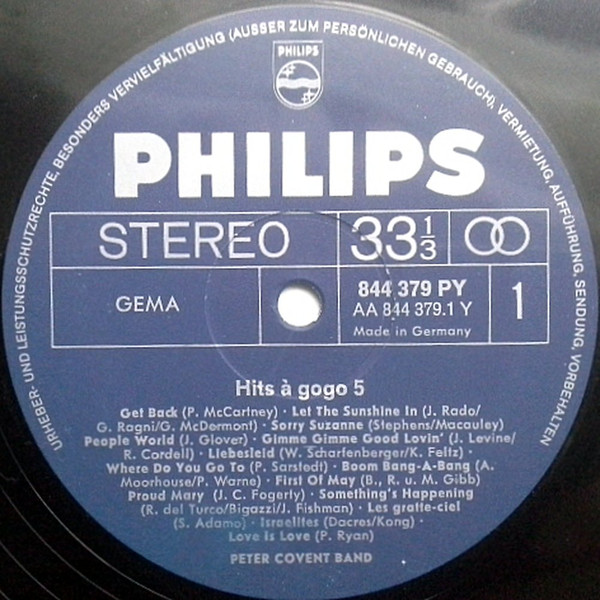 URHEBER- UND LEISTUNGSSCHUTZRECHTE, BESONDERS VERVIELFÄLTIGUNG (AUSSER ZUM PERSÖNLICHEN GEBRAUCH), VERMIETUNG, AUFFÜHRUNG, SENDUNG, VORBEHALTEN
PHILIPS
PHILIPS
STEREO 33 1/3
GEMA
844 379 PY
AA 844 379.1 Y
Made in Germany
1
Hits à gogo 5
Get Back (P. McCartney) · Let The Sunshine In (J. Rado/
G. Ragni/G. McDermont) · Sorry Suzanne (Stephens/Macauley)
People World (J. Glover) · Gimme Gimme Good Lovin' (J. Levine/
R. Cordell) · Liebesleid (W. Scharfenberger/K. Feltz) ·
Where Do You Go To (P. Sarstedt) · Boom Bang-A-Bang (A.
Moorhouse/P. Warne) · First Of May (B., R. u. M. Gibb)
Proud Mary (J. C. Fogerly) · Something's Happening
(R. del Turco/Bigazzi/J. Fishman) · Les gratte-ciel
(S. Adamo) · Israelites (Dacres/Kong) ·
Love Is Love (P. Ryan)
PETER COVENT BAND